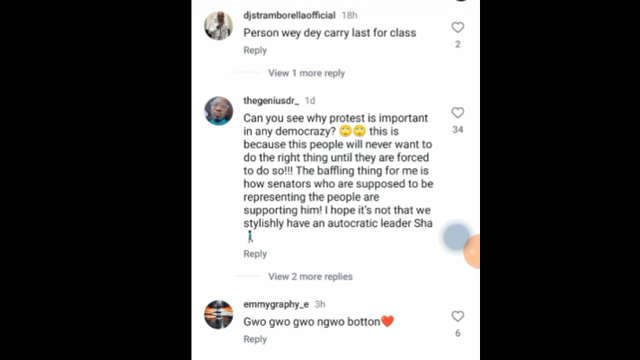 djstramborellaofficial 18h
Person wey dey carry last for class
2
Reply
View 1 more reply
thegeniusdr_ 1d
Can you see why protest is important
in any democracy? 🙄🙄 this is
because this people will never want to
do the right thing until they are forced
to do so!!! The baffling thing for me is
how senators who are supposed to be
representing the people are
supporting him! I hope it's not that we
stylishly have an autocratic leader Sha
🚶‍♂️
34
Reply
View 2 more replies
emmygraphy_e 3h
Gwo gwo gwo ngwo botton❤️
6
Reply